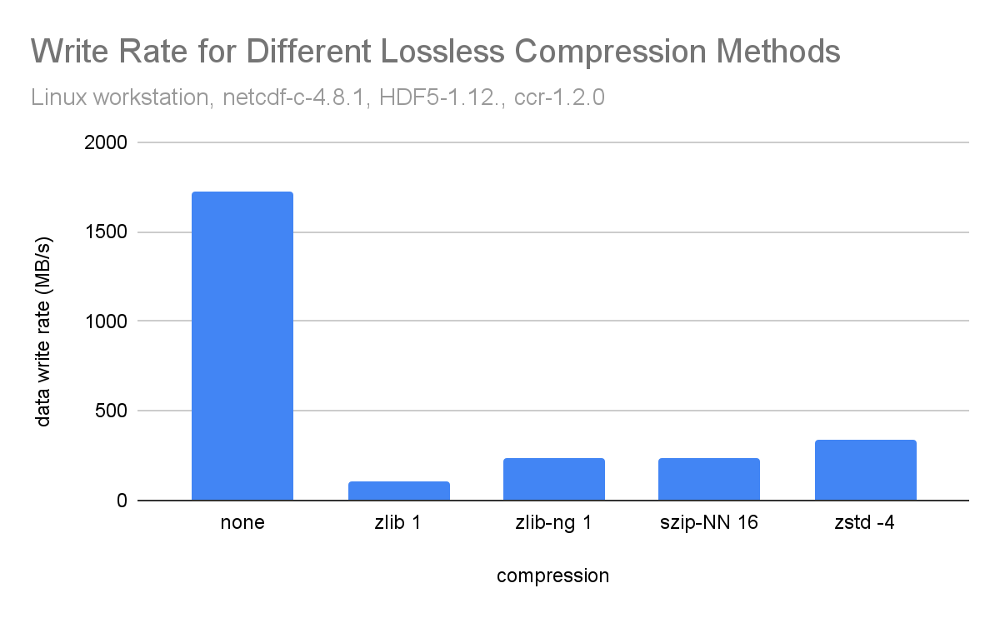 Write Rate for Different Lossless Compression Methods
Linux workstation, netcdf-c-4.8.1, HDF5-1.12., ccr-1.2.0
2000
1500
1000
500
0
data write rate (MB/s)
none
zlib 1
zlib-ng 1
szip-NN 16
zstd -4
compression